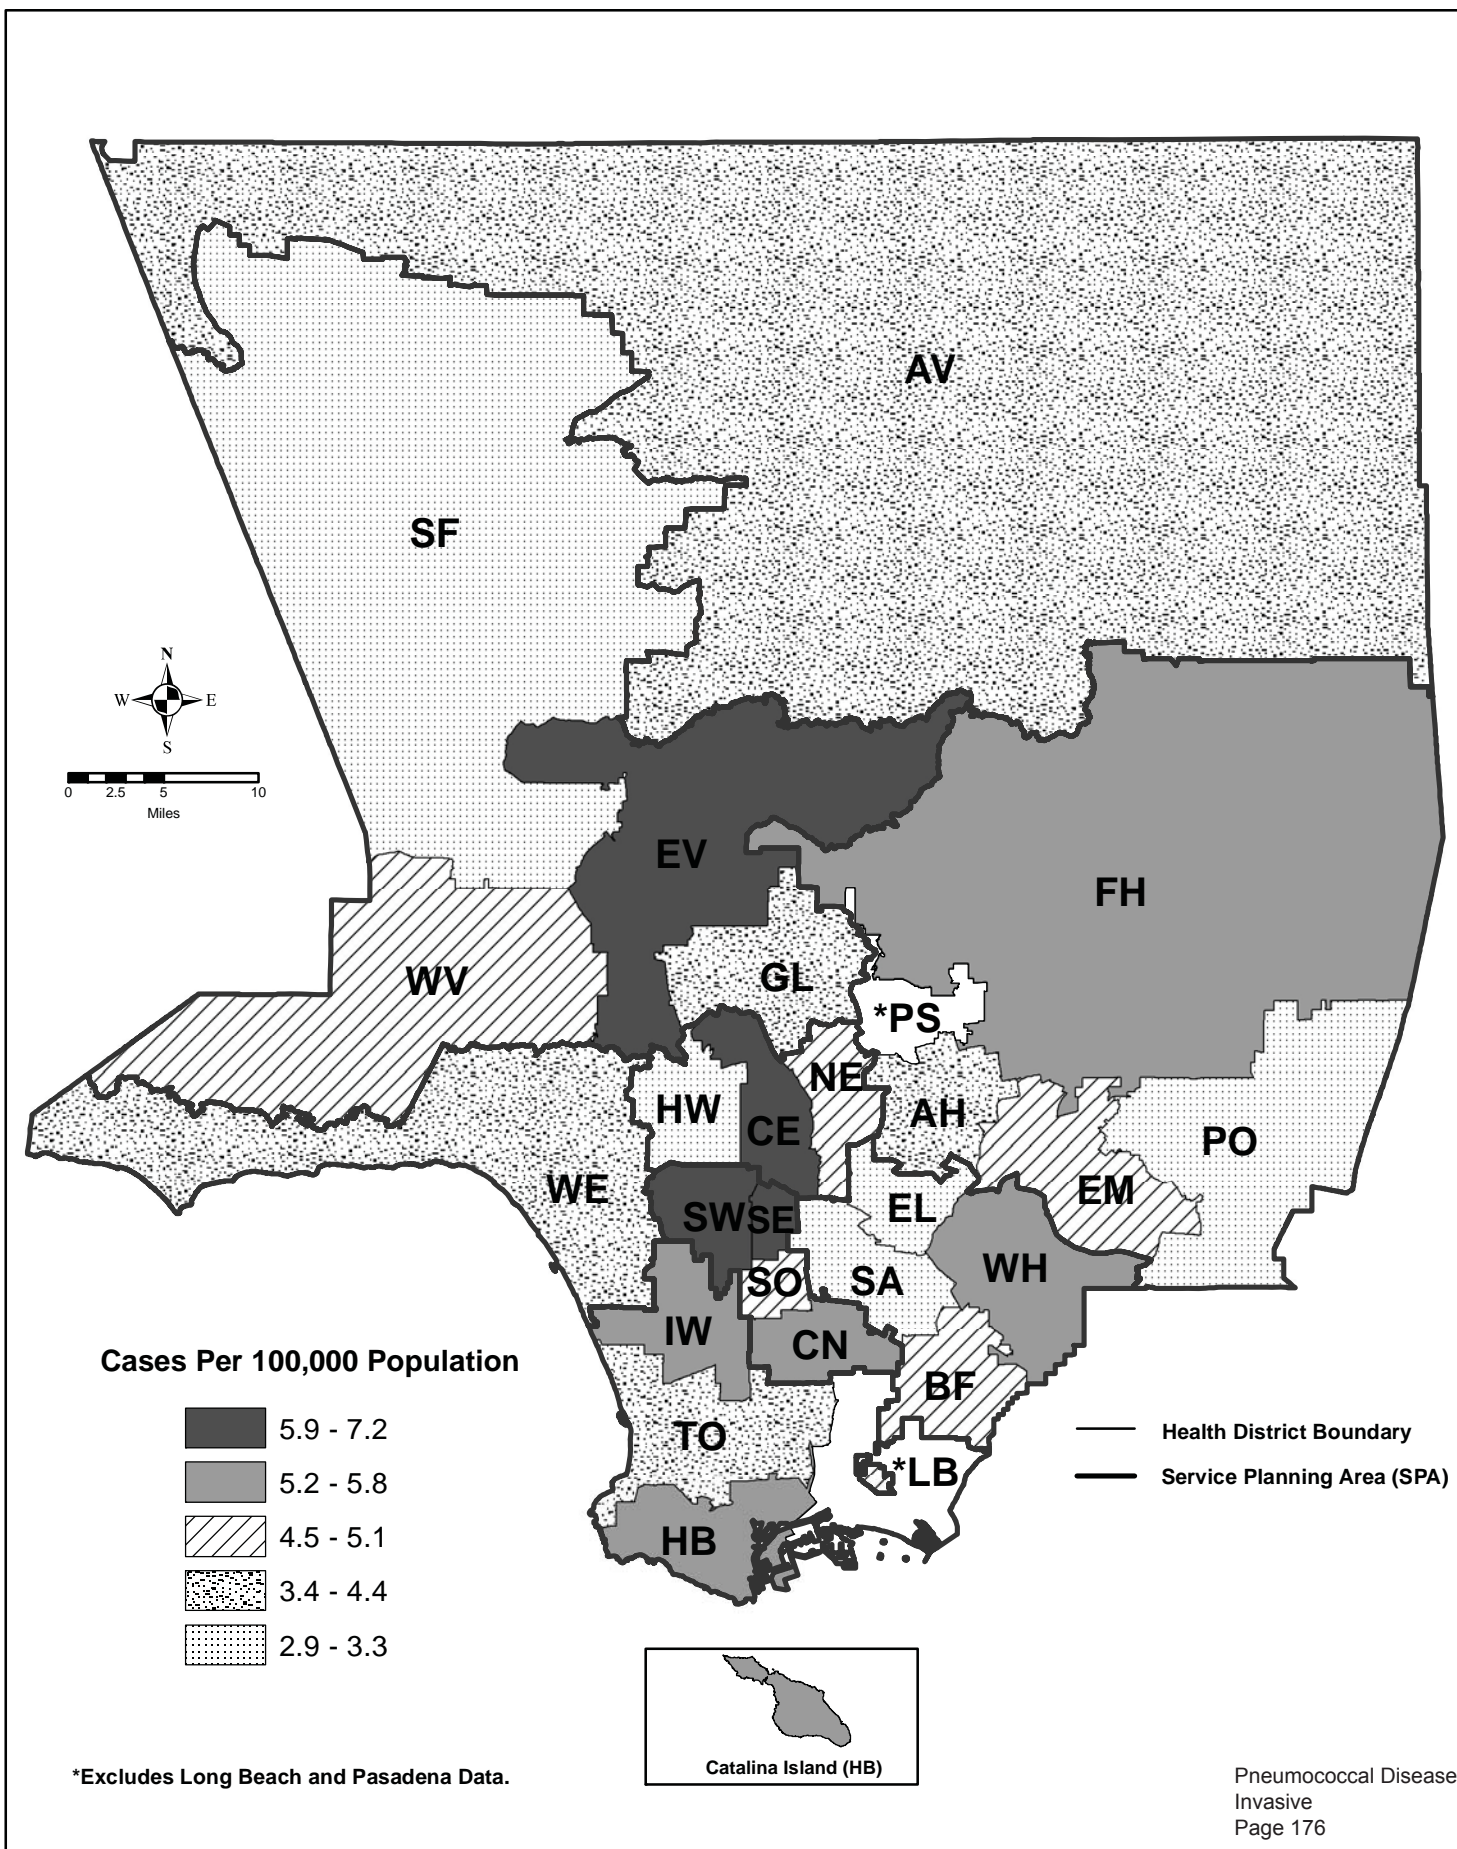 AV
SF
N
W E
S
0 2.5 5 10
Miles
EV
FH
WV
GL
*PS
NE
HW
CE
AH
PO
WE
EM
SW
SE
EL
WH
SO
SA
IW
CN
BF
TO
*LB
HB
Cases Per 100,000 Population
5.9 - 7.2
5.2 - 5.8
4.5 - 5.1
3.4 - 4.4
2.9 - 3.3
Health District Boundary
Service Planning Area (SPA)
Catalina Island (HB)
*Excludes Long Beach and Pasadena Data.
Pneumococcal Disease
Invasive
Page 176